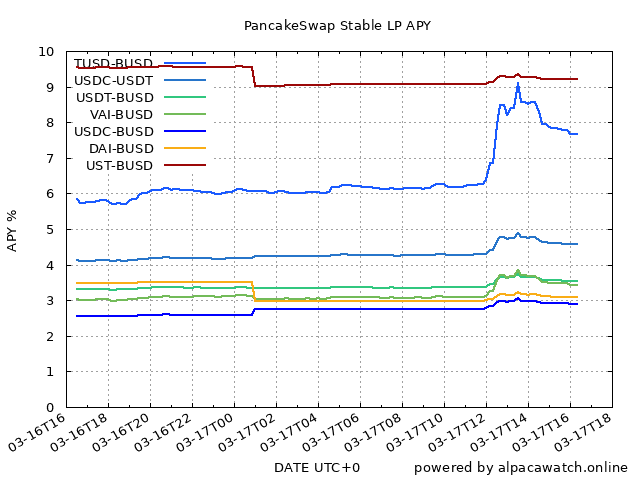 PancakeSwap Stable LP APY
10
9
8
7
6
5
4
3
2
1
0
APY %
TUSD-BUSD
USDC-USDT
USDT-BUSD
VAI-BUSD
USDC-BUSD
DAI-BUSD
UST-BUSD
03-16T16
03-16T18
03-16T20
03-16T22
03-17T00
03-17T02
03-17T04
03-17T06
03-17T08
03-17T10
03-17T12
03-17T14
03-17T16
03-17T18
DATE UTC+0
powered by alpacawatch.online